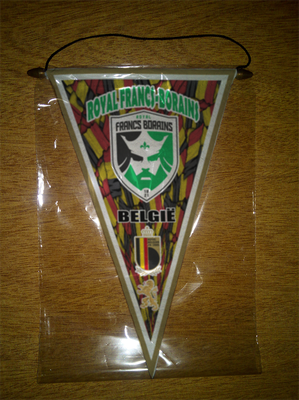 ROYAL FRANCS-BORAINS
ROYAL
FRANCS BORAINS
BELGIË